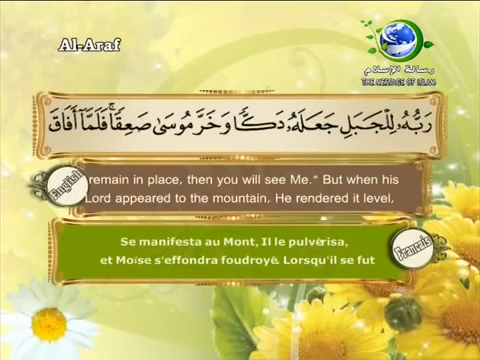 Al-Araf
رسالة الإسلام
THE MESSAGE OF ISLAM
رَبُّهُۥ لِلْجَبَلِ جَعَلَهُۥ دَكًّا وَخَرَّ مُوسَىٰ صَعِقًا ۚ فَلَمَّآ أَفَاقَ
English
remain in place, then you will see Me." But when his
Lord appeared to the mountain, He rendered it level,
Français
Se manifesta au Mont, Il le pulvérisa,
et Moïse s'effondra foudroyé. Lorsqu'il se fut